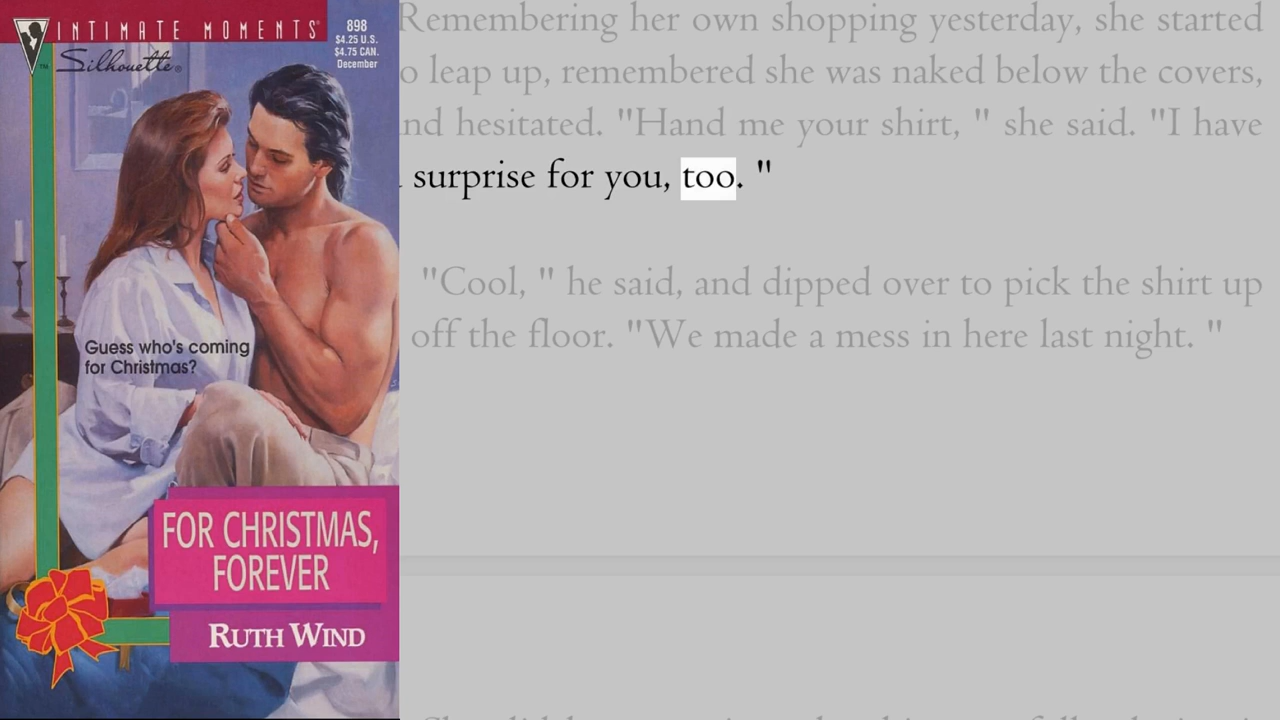 INTIMATE MOMENTS
Silhouette®
TM
898
$4.25 U.S.
$4.75 CAN.
December
Guess who's coming
for Christmas?
FOR CHRISTMAS,
FOREVER
RUTH WIND
Remembering her own shopping yesterday, she started
o leap up, remembered she was naked below the covers,
nd hesitated. "Hand me your shirt, " she said. "I have
surprise for you, too. "
"Cool, " he said, and dipped over to pick the shirt up
off the floor. "We made a mess in here last night. "